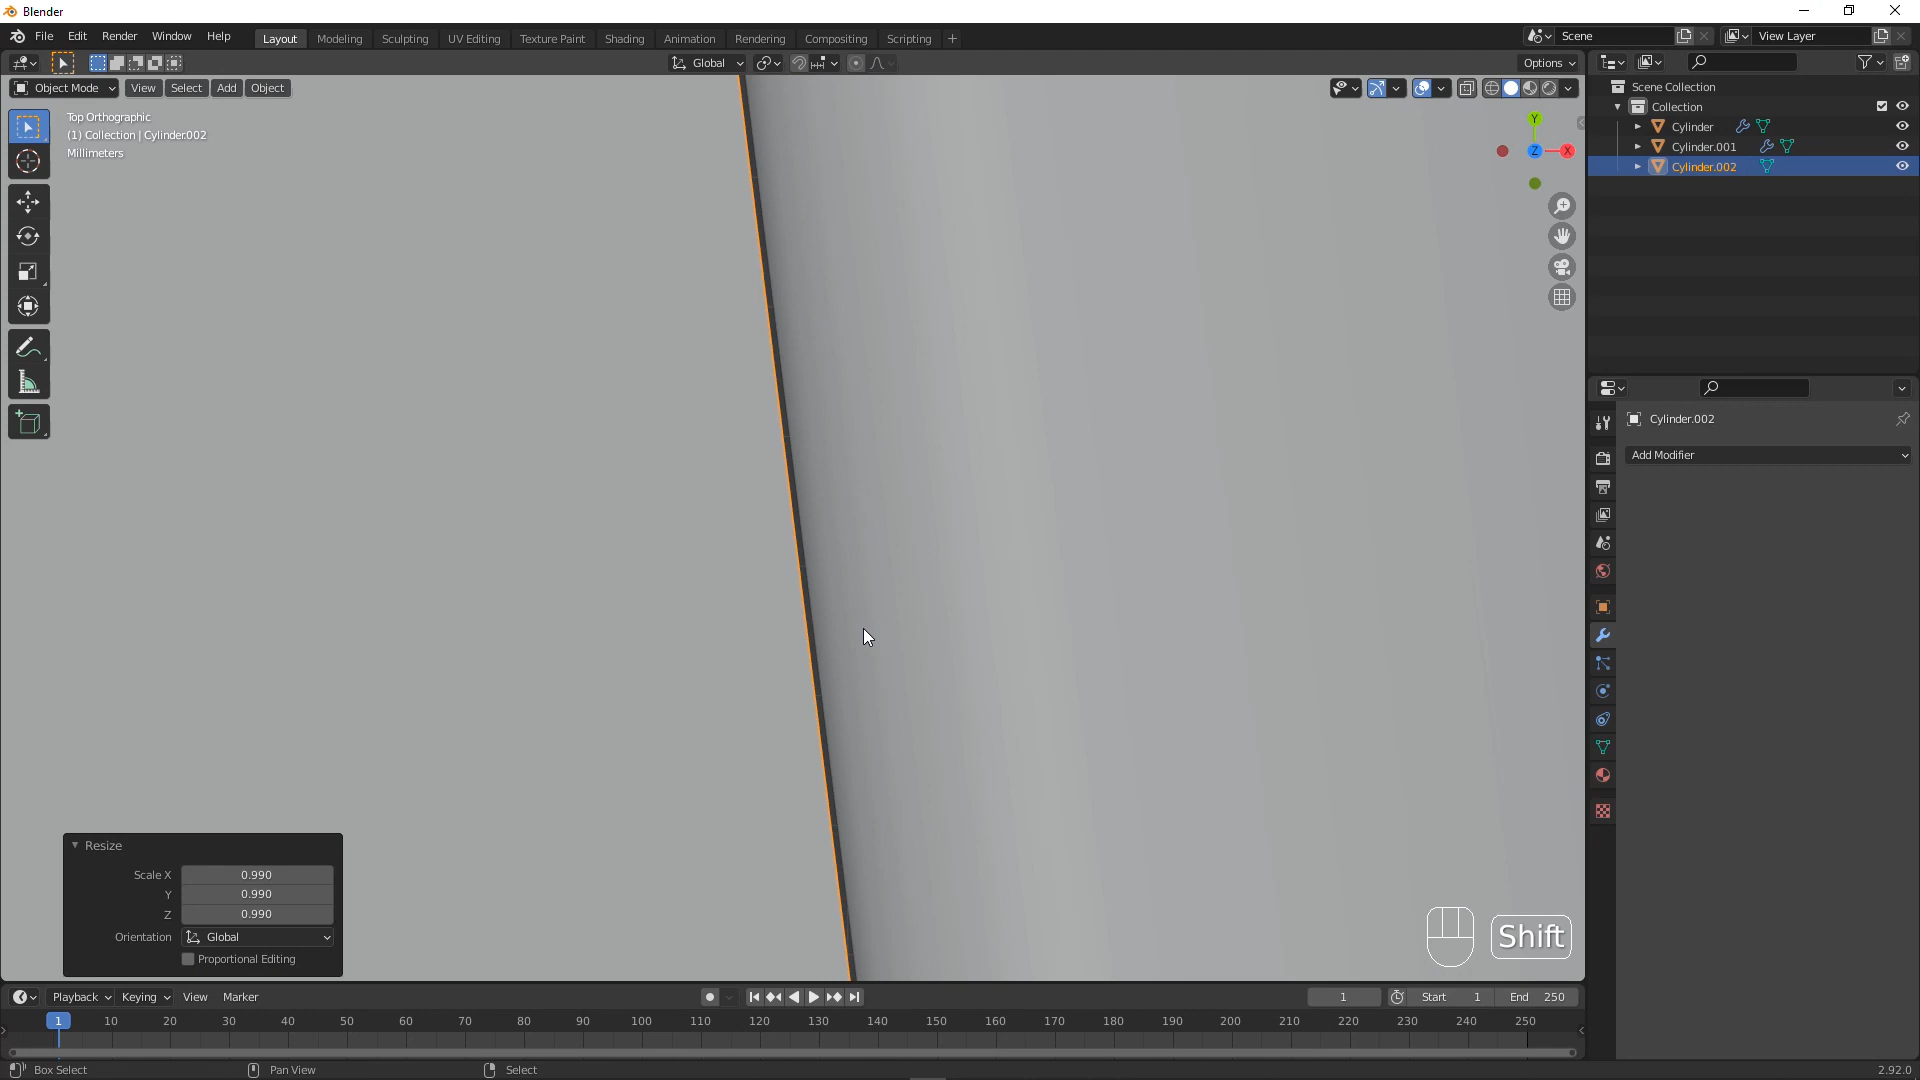 Blender
File Edit Render Window Help
Layout Modeling Sculpting UV Editing Texture Paint Shading Animation Rendering Compositing Scripting +
Scene
View Layer
Global
Options
Object Mode View Select Add Object
Top Orthographic
(1) Collection | Cylinder.002
Millimeters
Y
Z
X
Scene Collection
Collection
Cylinder
Cylinder.001
Cylinder.002
Cylinder.002
Add Modifier
Resize
Scale X 0.990
Y 0.990
Z 0.990
Orientation Global
Proportional Editing
Shift
Playback Keying View Marker
1
Start 1
End 250
1 10 20 30 40 50 60 70 80 90 100 110 120 130 140 150 160 170 180 190 200 210 220 230 240 250
Box Select
Pan View
Select
2.92.0